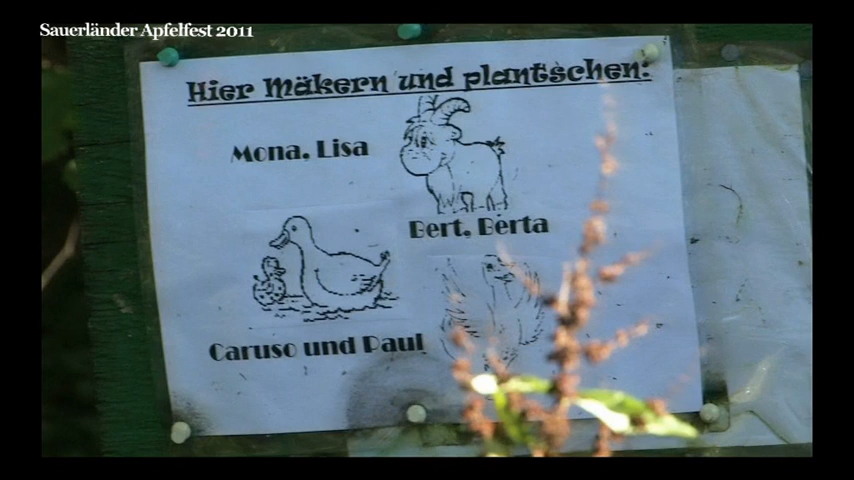 Sauerländer Apfelfest 2011
Hier Mäkern und plantschen:
Mona, Lisa
Bert, Berta
Caruso und Paul